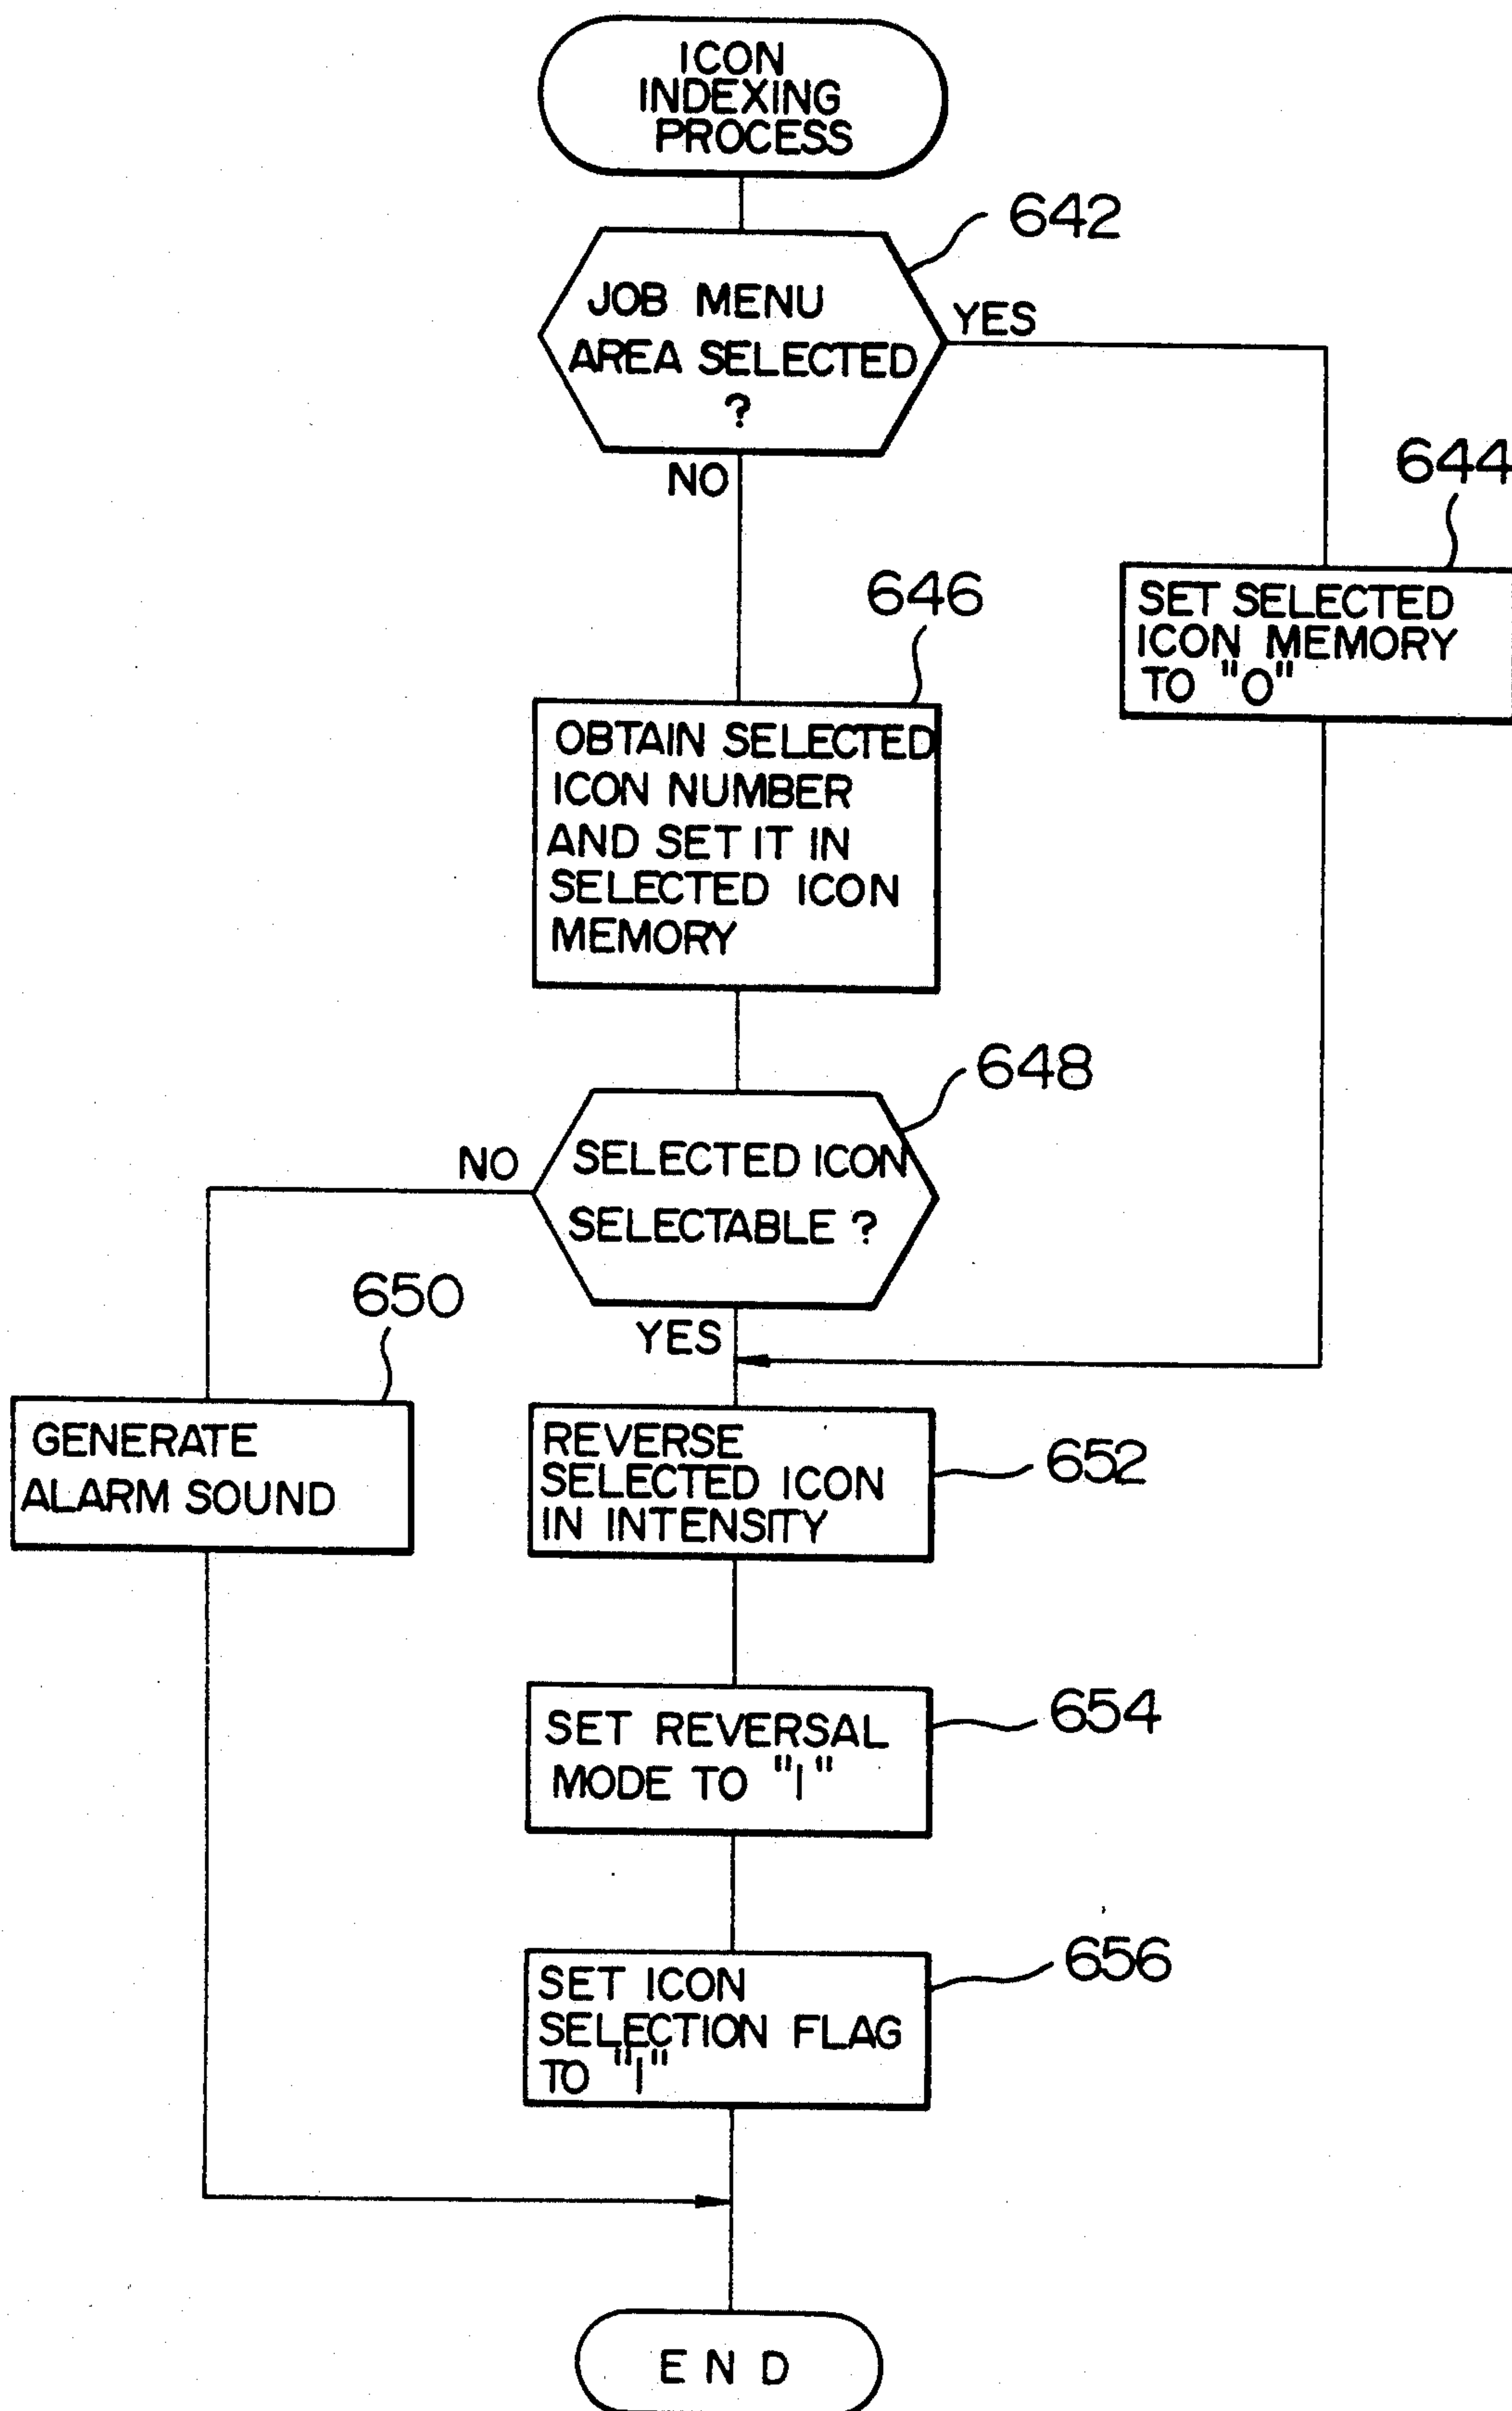 ICON
INDEXING
PROCESS
642
JOB MENU
AREA SELECTED
?
YES
NO
644
SET SELECTED
ICON MEMORY
TO "0"
646
OBTAIN SELECTED
ICON NUMBER
AND SET IT IN
SELECTED ICON
MEMORY
648
SELECTED ICON
SELECTABLE ?
NO
YES
650
GENERATE
ALARM SOUND
REVERSE
SELECTED ICON
IN INTENSITY
652
SET REVERSAL
MODE TO "1"
654
SET ICON
SELECTION FLAG
TO "1"
656
END